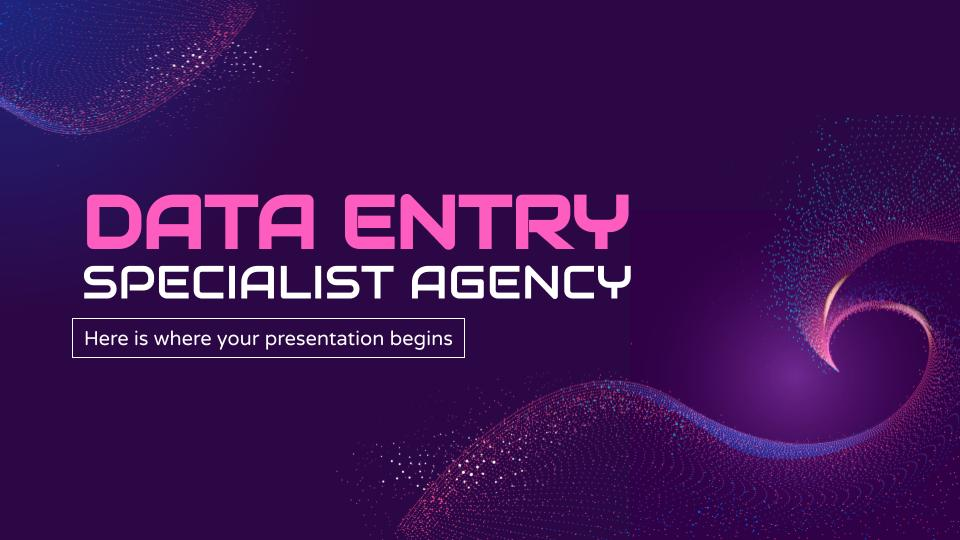 DATA ENTRY
SPECIALIST AGENCY
Here is where your presentation begins